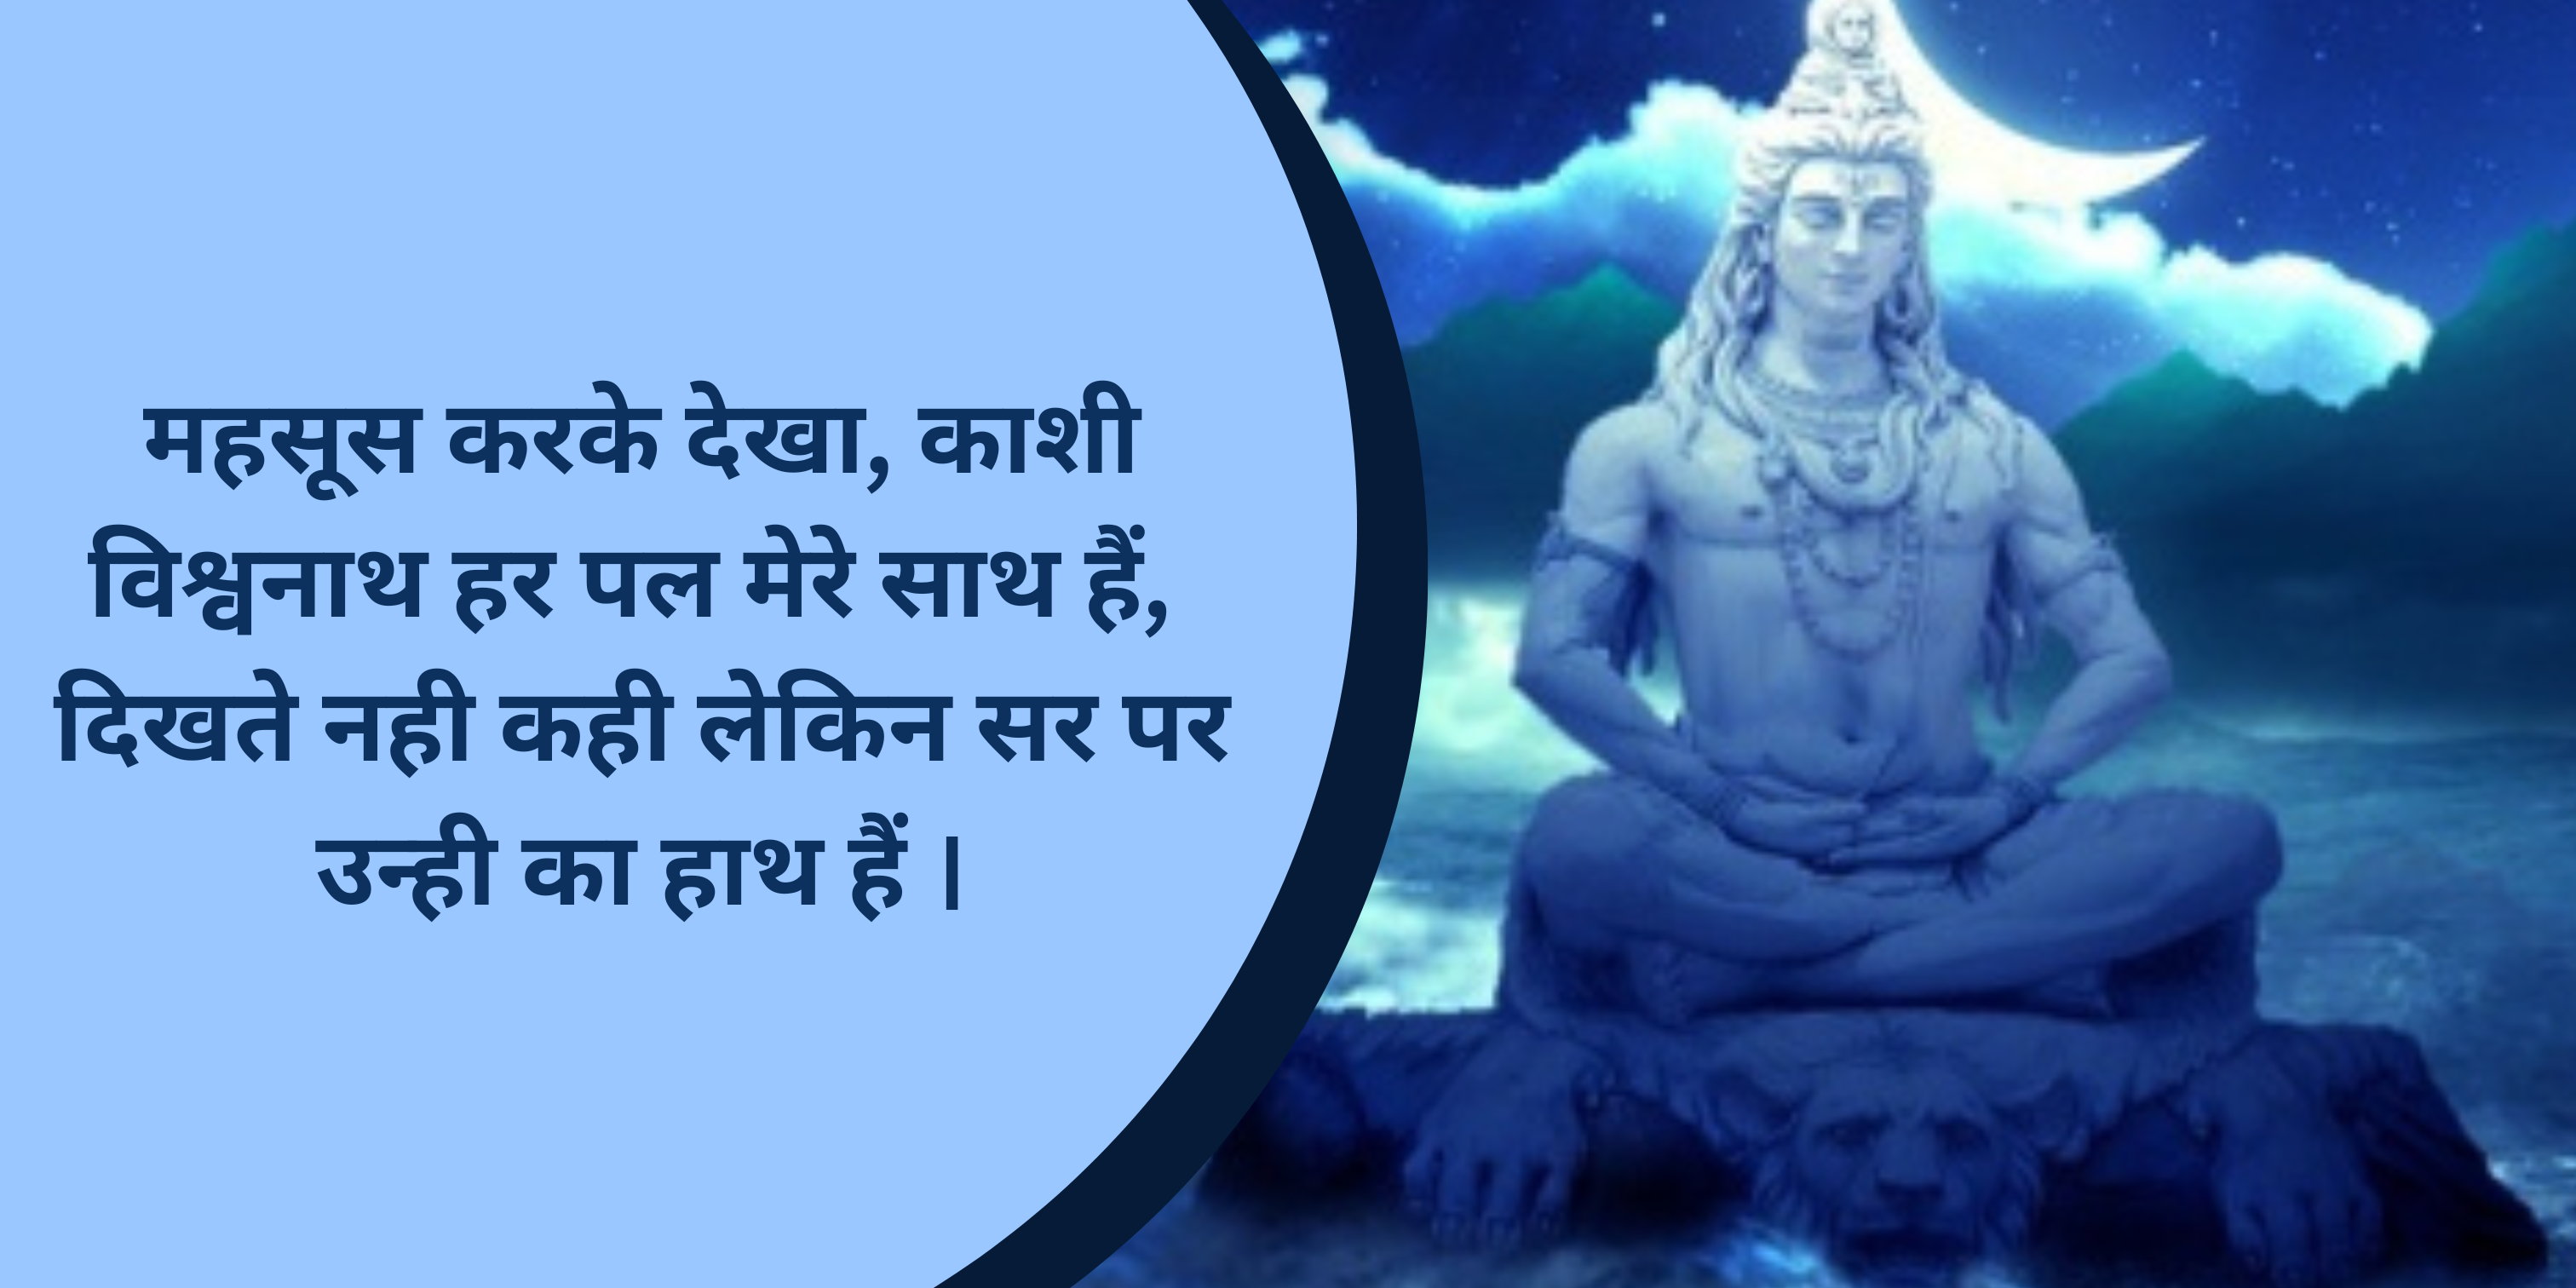 महसूस करके देखा, काशी
विश्वनाथ हर पल मेरे साथ हैं,
दिखते नही कही लेकिन सर पर
उन्ही का हाथ हैं ।